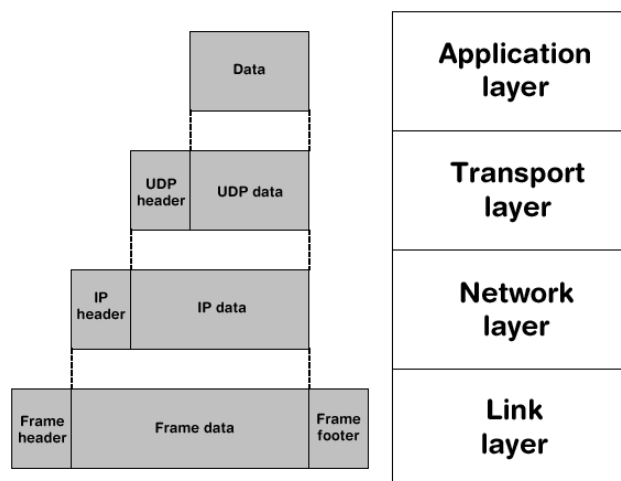 Data
Application
layer
UDP
header
UDP data
Transport
layer
IP
header
IP data
Network
layer
Frame
header
Frame data
Frame
footer
Link
layer